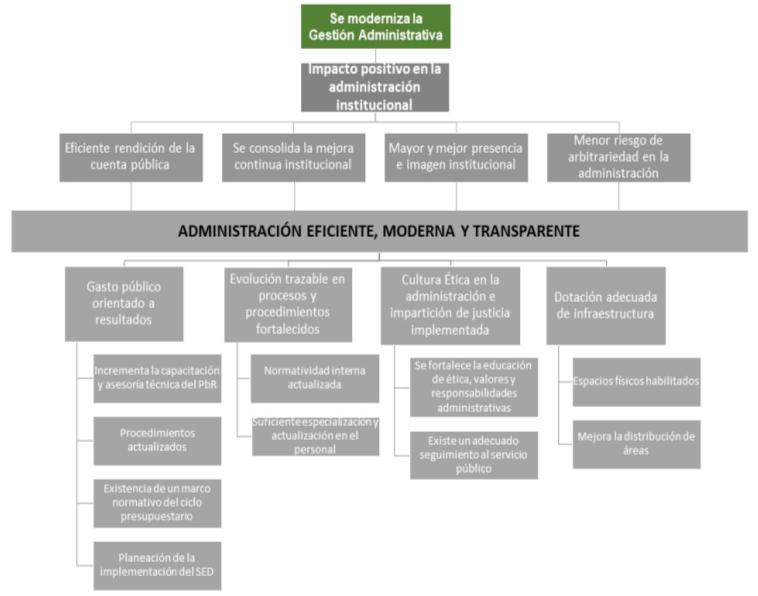 Se moderniza la
Gestión Administrativa
Impacto positivo en la
administración
institucional
Eficiente rendición de la
cuenta pública
Se consolida la mejora
continua institucional
Mayor y mejor presencia
e imagen institucional
Menor riesgo de
arbitrariedad en la
administración
ADMINISTRACIÓN EFICIENTE, MODERNA Y TRANSPARENTE
Gasto público
orientado a
resultados
Incrementa la capacitación
y asesoría técnica del PbR
Procedimientos
actualizados
Existencia de un marco
normativo del ciclo
presupuestario
Planeación de la
implementación del SED
Evolución trazable en
procesos y
procedimientos
fortalecidos
Normatividad interna
actualizada
Suficiente especialización y
actualización en el
personal
Cultura Ética en la
administración e
impartición de justicia
implementada
Se fortalece la educación
de ética, valores y
responsabilidades
administrativas
Existe un adecuado
seguimiento al servicio
público
Dotación adecuada
de infraestructura
Espacios físicos habilitados
Mejora la distribución de
áreas